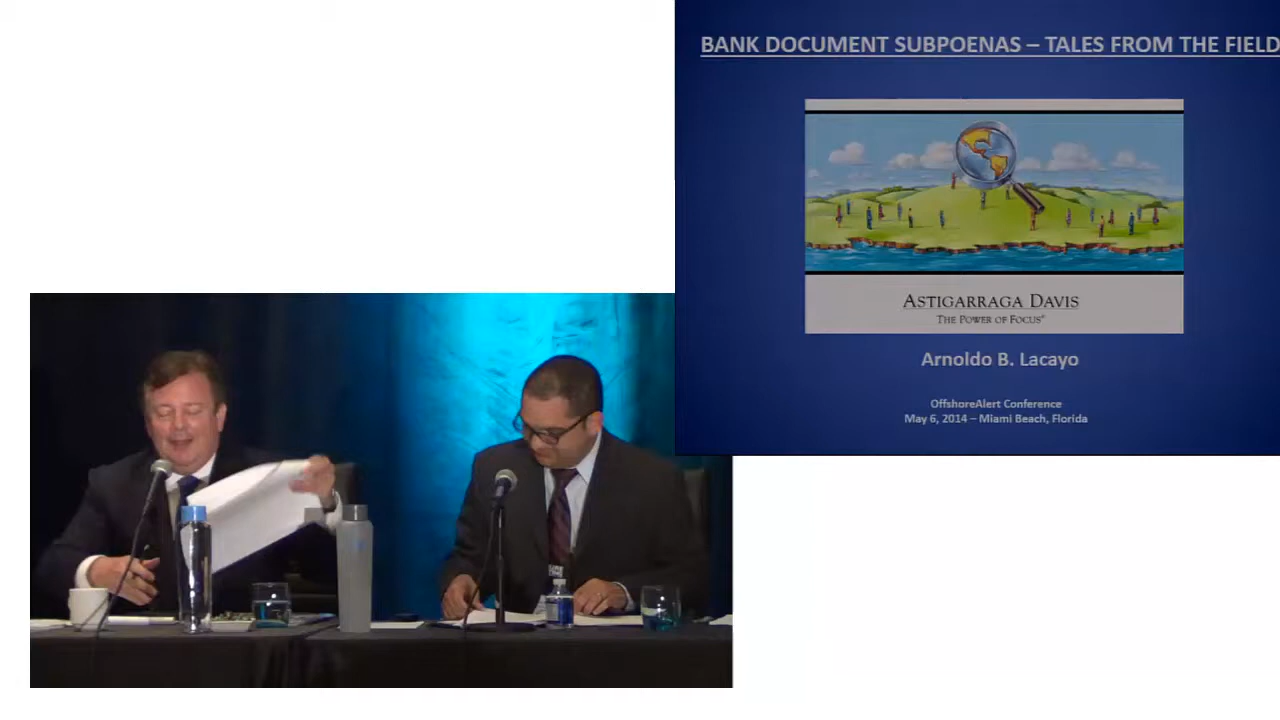 BANK DOCUMENT SUBPOENAS – TALES FROM THE FIELD
ASTIGARRAGA DAVIS
THE POWER OF FOCUS®
Arnoldo B. Lacayo
OffshoreAlert Conference
May 6, 2014 – Miami Beach, Florida